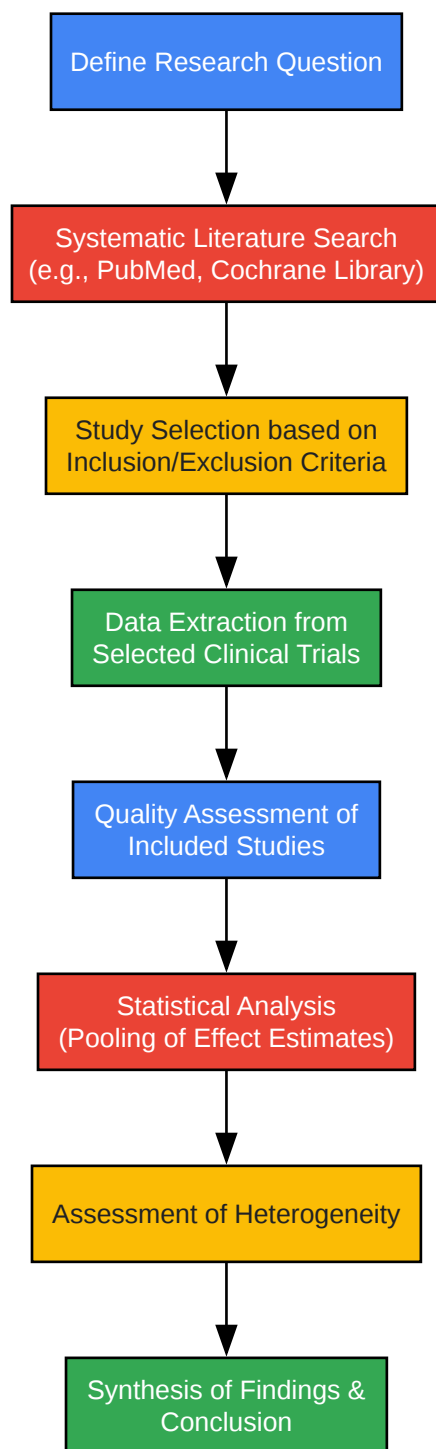 Define Research Question
Systematic Literature Search
(e.g., PubMed, Cochrane Library)
Study Selection based on
Inclusion/Exclusion Criteria
Data Extraction from
Selected Clinical Trials
Quality Assessment of
Included Studies
Statistical Analysis
(Pooling of Effect Estimates)
Assessment of Heterogeneity
Synthesis of Findings &
Conclusion